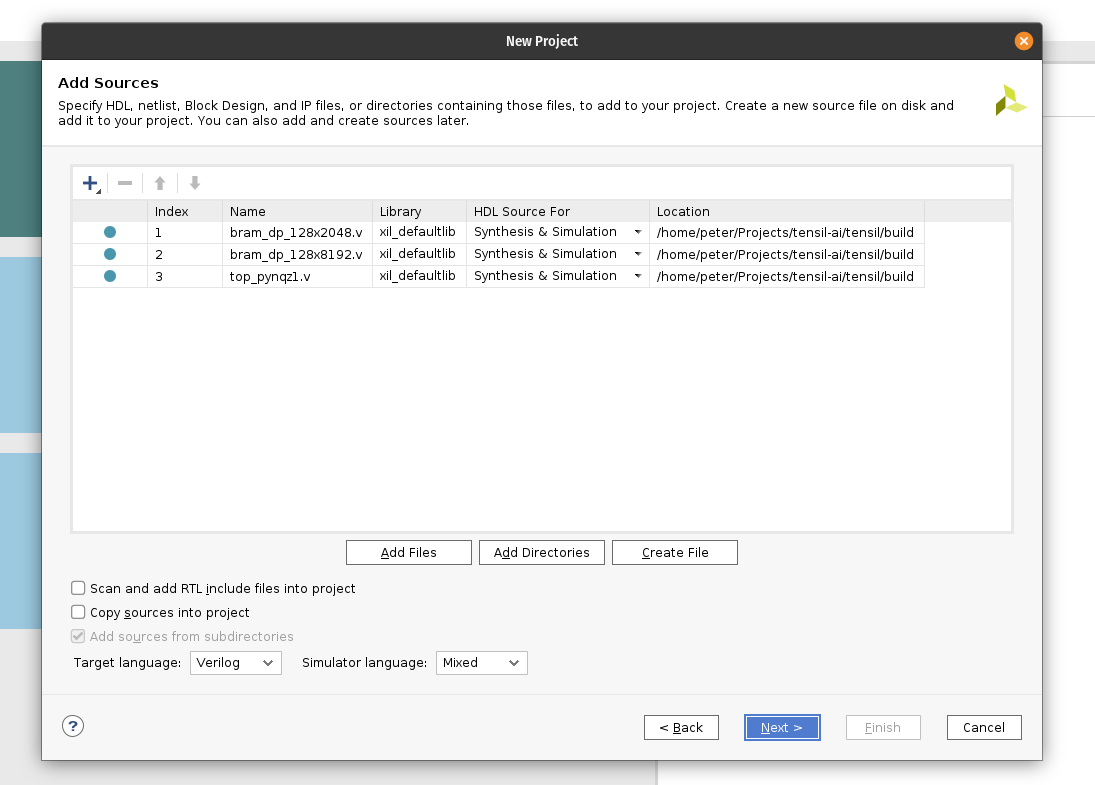 New Project
Add Sources
Specify HDL, netlist, Block Design, and IP files, or directories containing those files, to add to your project. Create a new source file on disk and
add it to your project. You can also add and create sources later.
Index Name Library HDL Source For Location
1 bram_dp_128x2048.v xil_defaultlib Synthesis & Simulation /home/peter/Projects/tensil-ai/tensil/build
2 bram_dp_128x8192.v xil_defaultlib Synthesis & Simulation /home/peter/Projects/tensil-ai/tensil/build
3 top_pynqz1.v xil_defaultlib Synthesis & Simulation /home/peter/Projects/tensil-ai/tensil/build
Add Files Add Directories Create File
Scan and add RTL include files into project
Copy sources into project
Add sources from subdirectories
Target language: Verilog Simulator language: Mixed
? < Back Next > Finish Cancel